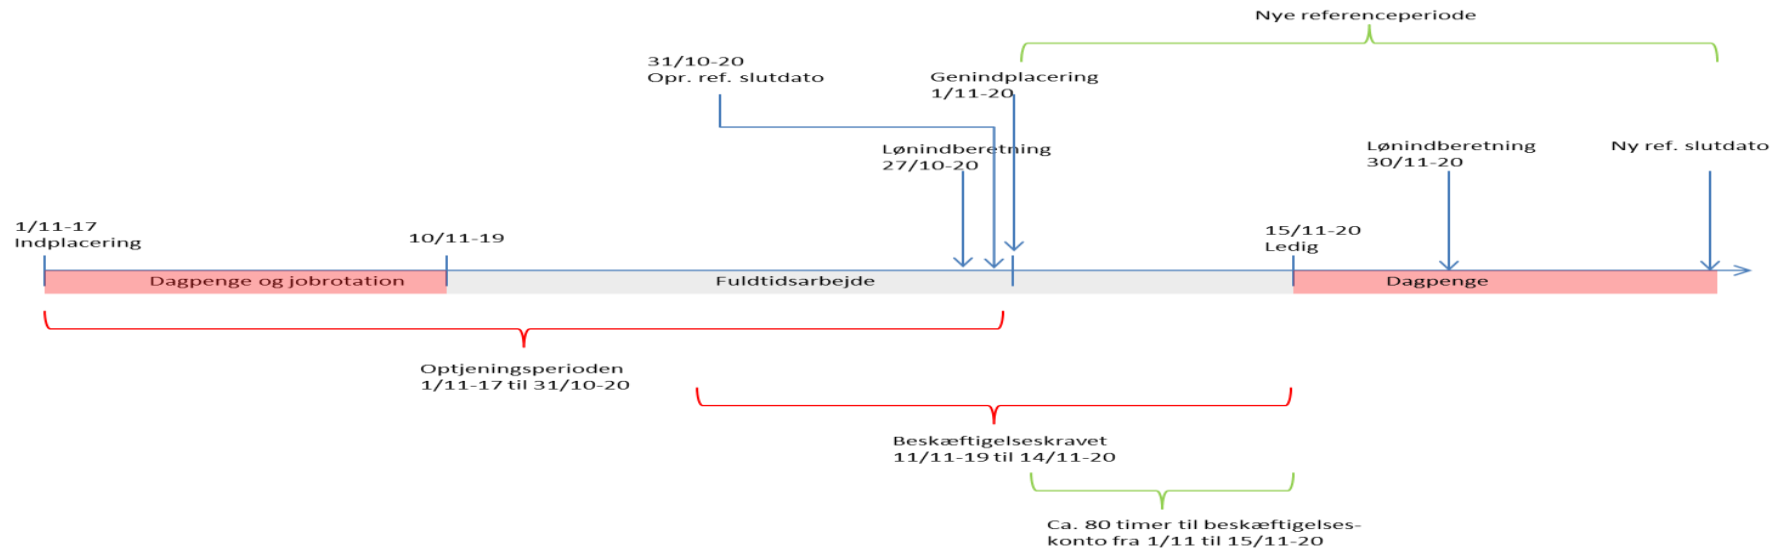 Nye referenceperiode
31/10-20
Opr. ref. slutdato
Genindplacering
1/11-20
Lønindberetning
27/10-20
Lønindberetning
30/11-20
Ny ref. slutdato
1/11-17
Indplacering
10/11-19
15/11-20
Ledig
Dagpenge og jobrotation
Fuldtidsarbejde
Dagpenge
Optjeningsperioden
1/11-17 til 31/10-20
Beskæftigelseskravet
11/11-19 til 14/11-20
Ca. 80 timer til beskæftigelses-
konto fra 1/11 til 15/11-20